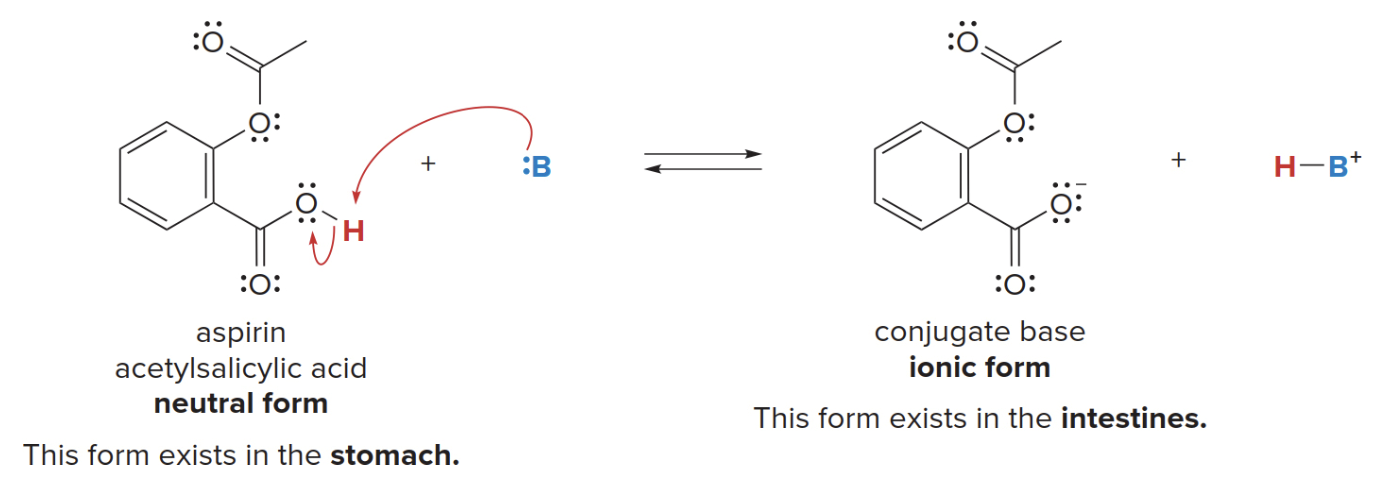 :O:
O:
+
:B
+
H—B+
O
H
O:−
:O:
:O:
:O:
O:
:O:
aspirin
acetylsalicylic acid
neutral form
This form exists in the stomach.
conjugate base
ionic form
This form exists in the intestines.